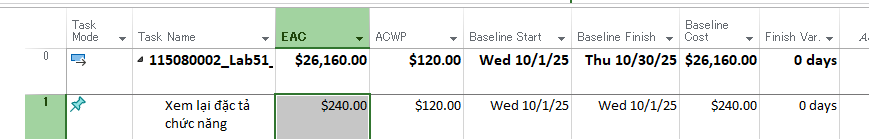 Task Mode
Task Name
EAC
ACWP
Baseline Start
Baseline Finish
Baseline Cost
Finish Var.
0
115080002_Lab51_
$26,160.00
$120.00
Wed 10/1/25
Thu 10/30/25
$26,160.00
0 days
1
Xem lại đặc tả
chức năng
$240.00
$120.00
Wed 10/1/25
Wed 10/1/25
$240.00
0 days